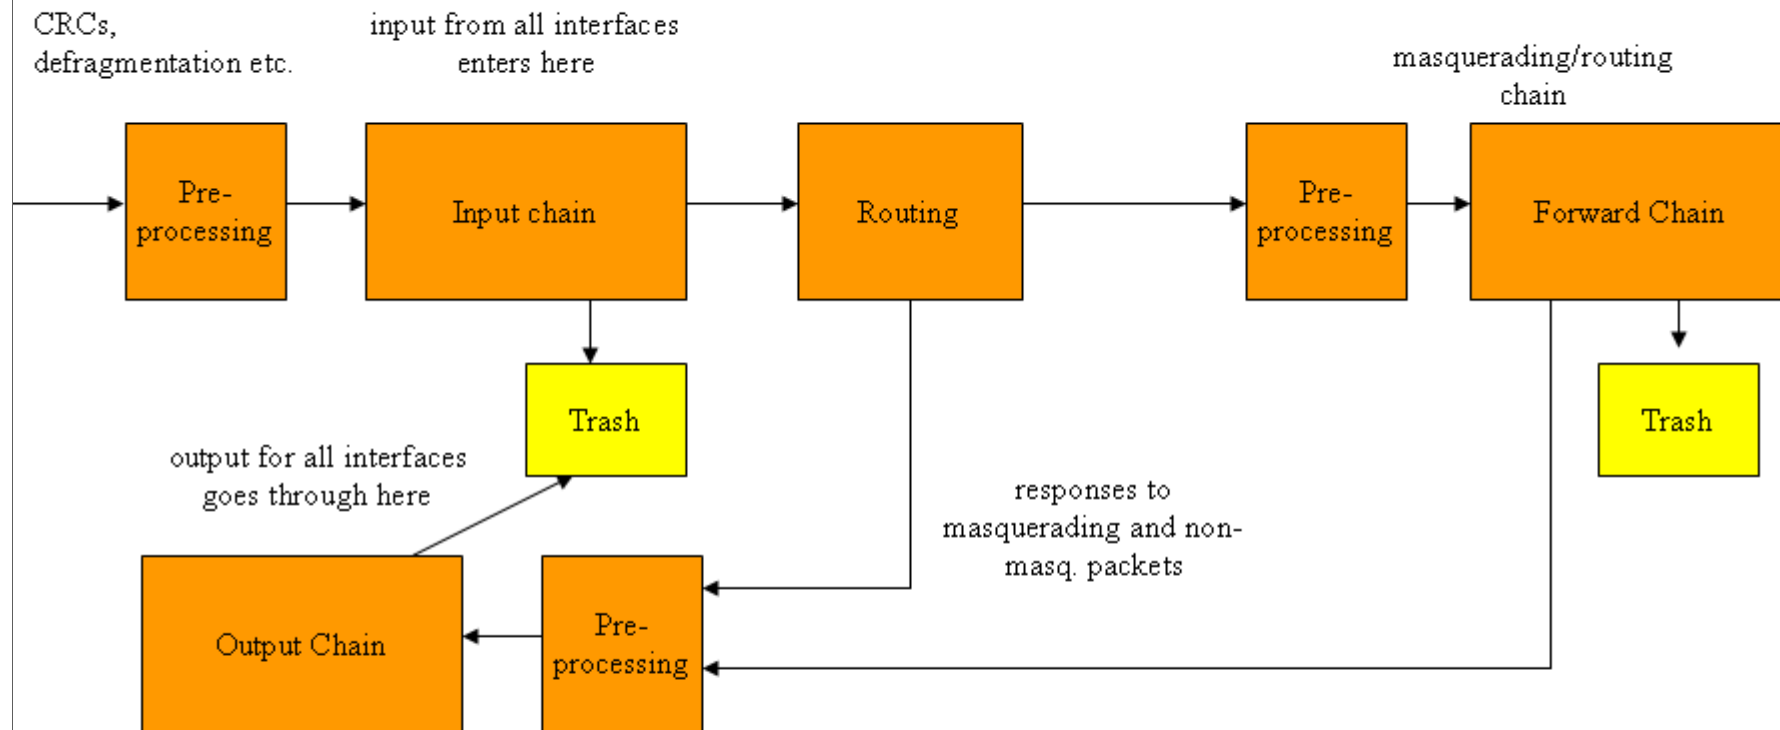 CRCs,
defragmentation etc.
input from all interfaces
enters here
masquerading/routing
chain
Pre-
processing
Input chain
Routing
Pre-
processing
Forward Chain
Trash
Trash
output for all interfaces
goes through here
responses to
masquerading and non-
masq. packets
Output Chain
Pre-
processing